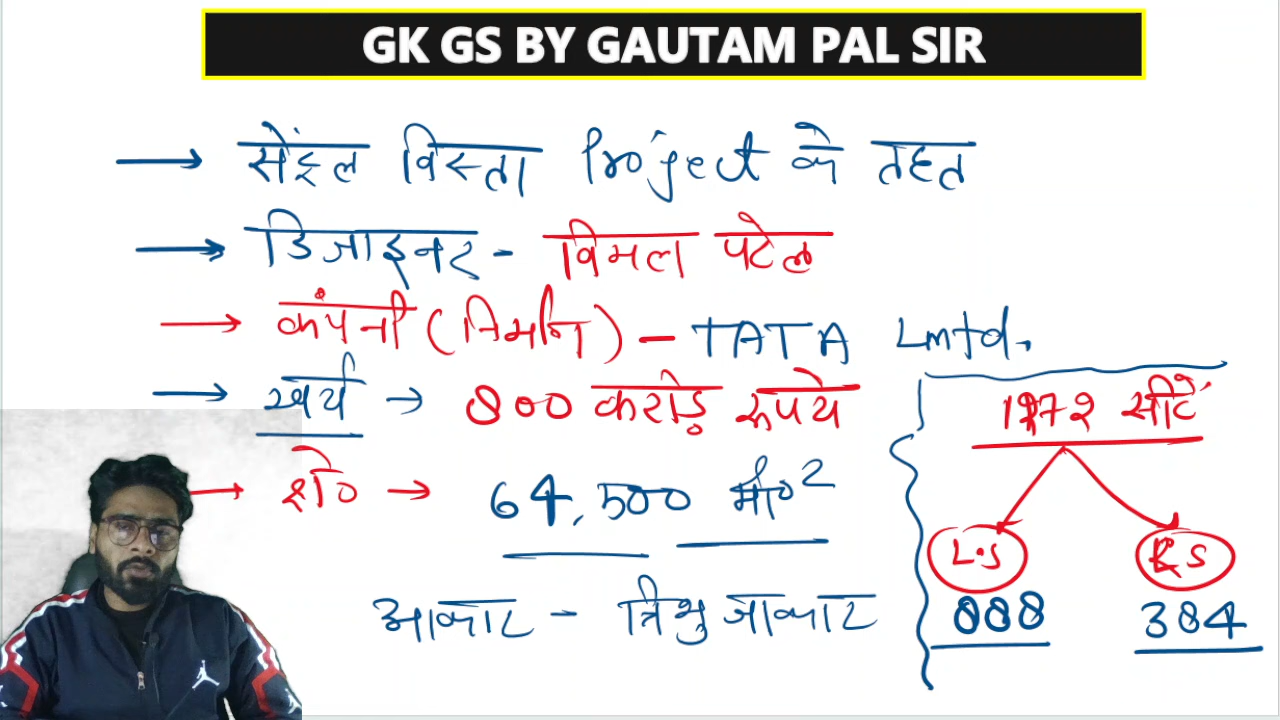 GK GS BY GAUTAM PAL SIR
→ सेंट्रल विस्ता Project के तहत
→ डिजाइनर - विमल पटेल
→ कंपनी (निर्माण) - TATA Lmtd.
→ खर्च → 800 करोड़ रूपये
→ क्षे० → 64,500 मी०²
आकार - त्रिभुजाकार
1272 सीटें
L.S
RS
888
384